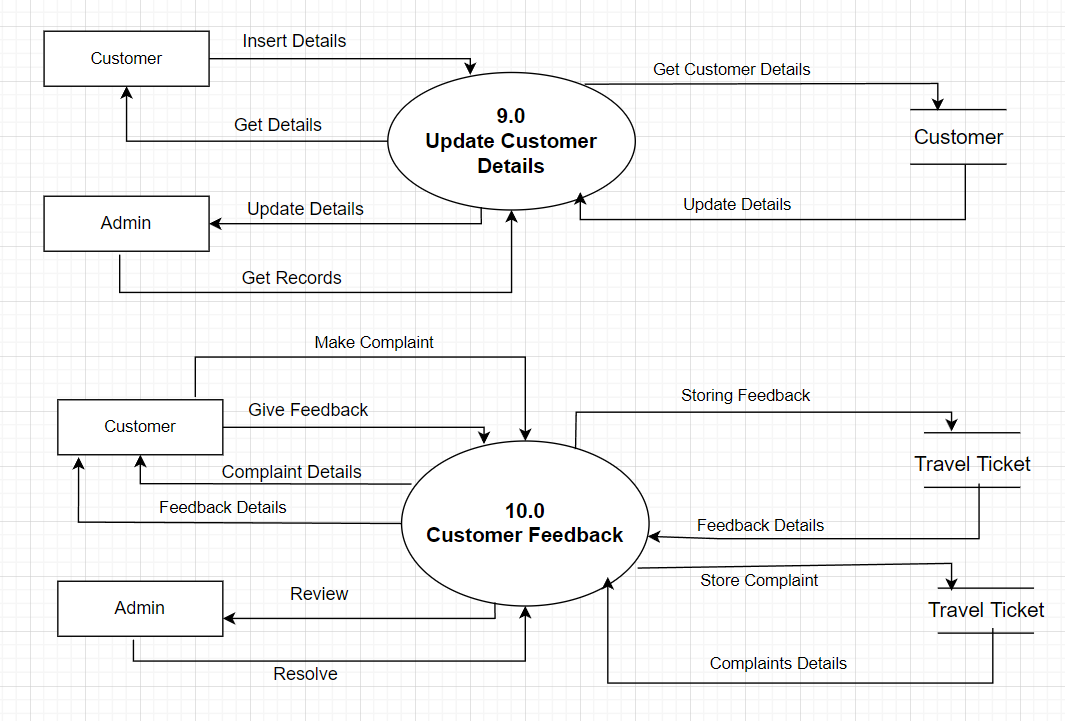 Insert Details
Customer
Get Customer Details
9.0
Update Customer
Details
Get Details
Customer
Update Details
Update Details
Admin
Get Records
Make Complaint
Storing Feedback
Give Feedback
Customer
Travel Ticket
Complaint Details
Feedback Details
10.0
Customer Feedback
Feedback Details
Store Complaint
Review
Admin
Travel Ticket
Complaints Details
Resolve